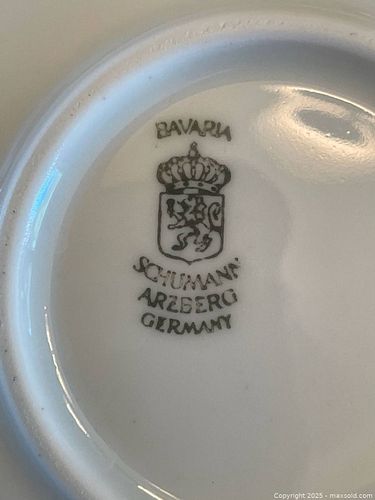 BAVARIA
SCHUMANN
ARZBERG
GERMANY
Copyright 2025 - maxsold.com